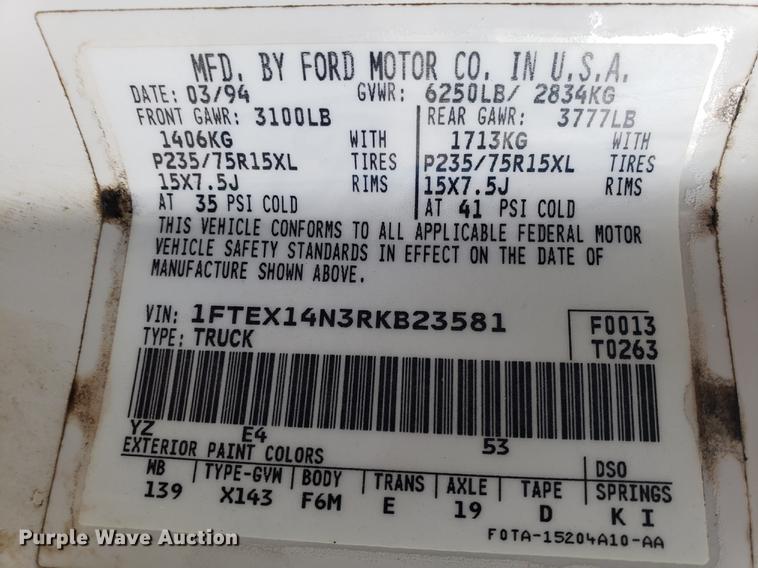 MFD. BY FORD MOTOR CO. IN U.S.A.
DATE: 03/94 GVWR: 6250LB/ 2834KG
FRONT GAWR: 3100LB REAR GAWR: 3777LB
1406KG WITH 1713KG WITH
P235/75R15XL TIRES P235/75R15XL TIRES
15X7.5J RIMS 15X7.5J RIMS
AT 35 PSI COLD AT 41 PSI COLD
THIS VEHICLE CONFORMS TO ALL APPLICABLE FEDERAL MOTOR
VEHICLE SAFETY STANDARDS IN EFFECT ON THE DATE OF
MANUFACTURE SHOWN ABOVE.
VIN: 1FTEX14N3RKB23581 F0013
TYPE: TRUCK T0263
YZ E4 53
EXTERIOR PAINT COLORS DSO
WB TYPE-GVW BODY TRANS AXLE TAPE SPRINGS
139 X143 F6M E 19 D K I
F0TA-15204A10-AA
Purple Wave Auction